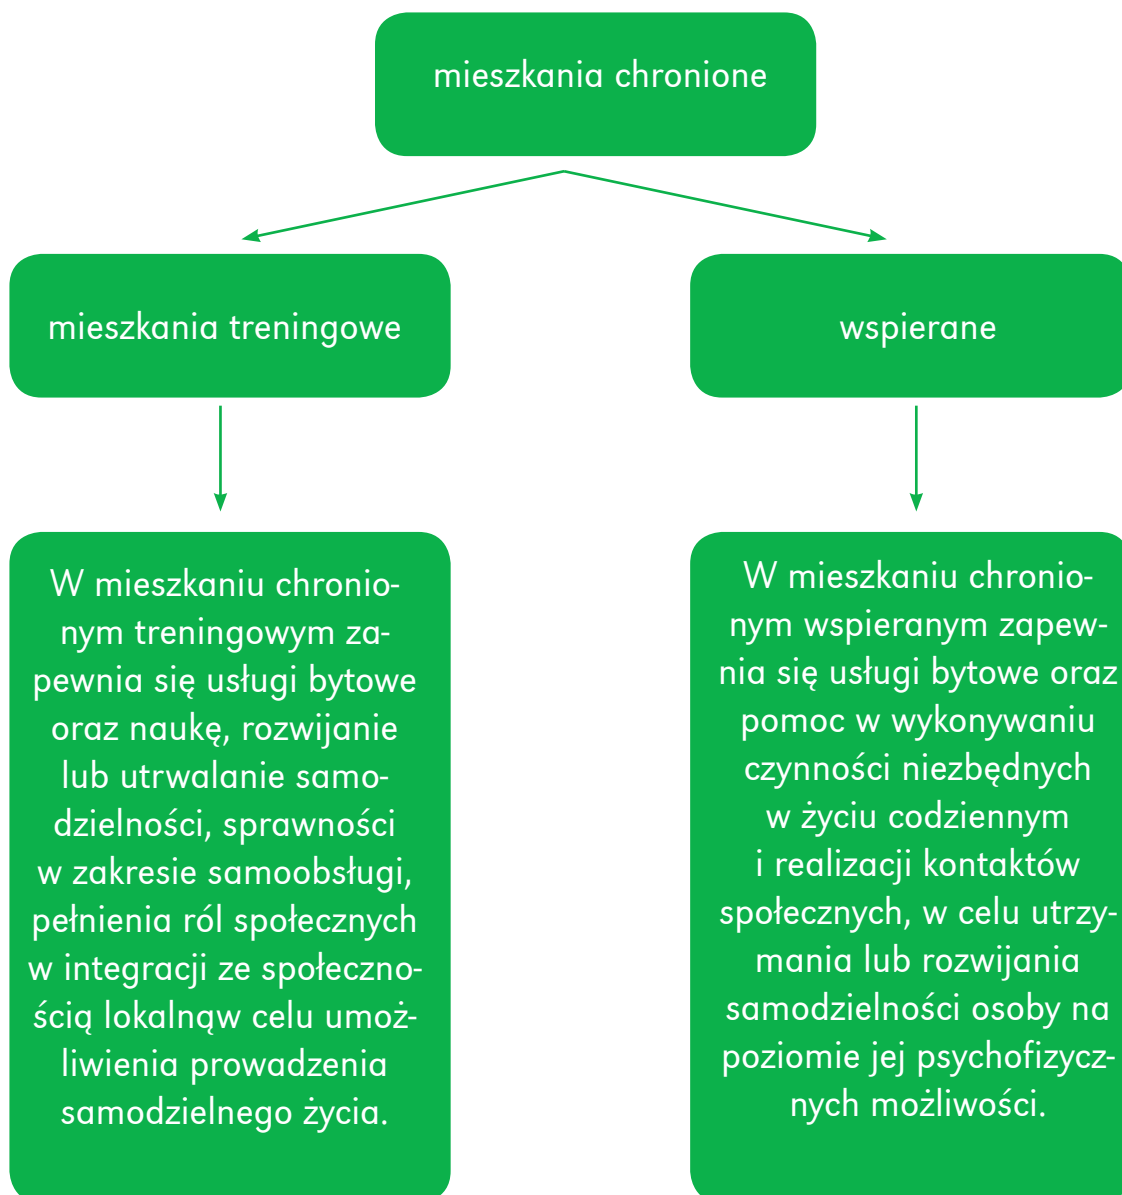 mieszkania chronione
mieszkania treningowe
wspierane
W mieszkaniu chronio-
nym treningowym za-
pewnia się usługi bytowe
oraz naukę, rozwijanie
lub utrwalanie samo-
dzielności, sprawności
w zakresie samoobsługi,
pełnienia ról społecznych
w integracji ze społeczno-
ścią lokalnąw celu umoż-
liwienia prowadzenia
samodzielnego życia.
W mieszkaniu chronio-
nym wspieranym zapew-
nia się usługi bytowe oraz
pomoc w wykonywaniu
czynności niezbędnych
w życiu codziennym
i realizacji kontaktów
społecznych, w celu utrzy-
mania lub rozwijania
samodzielności osoby na
poziomie jej psychofizycz-
nych możliwości.